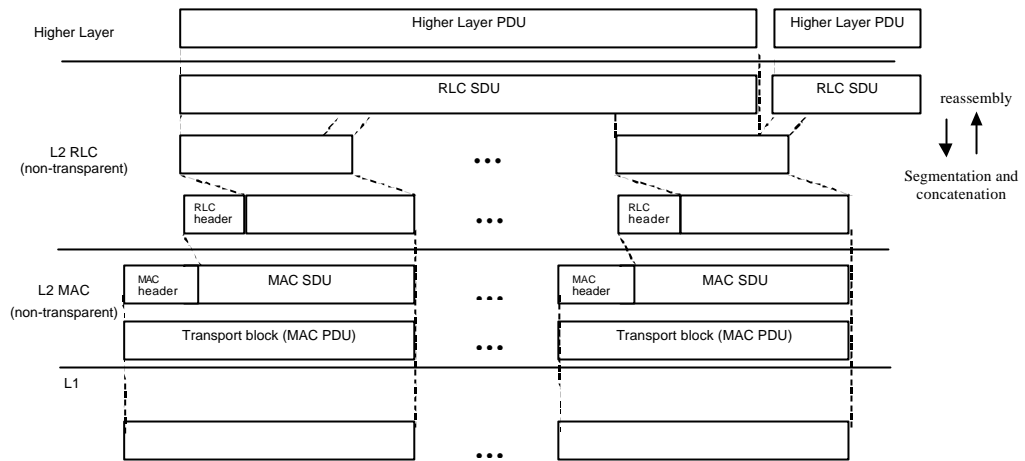 Higher Layer
Higher Layer PDU
Higher Layer PDU
RLC SDU
RLC SDU
reassembly
L2 RLC
(non-transparent)
...
Segmentation and
concatenation
RLC
header
...
RLC
header
L2 MAC
(non-transparent)
MAC
header
MAC SDU
...
MAC
header
MAC SDU
Transport block (MAC PDU)
...
Transport block (MAC PDU)
L1
...